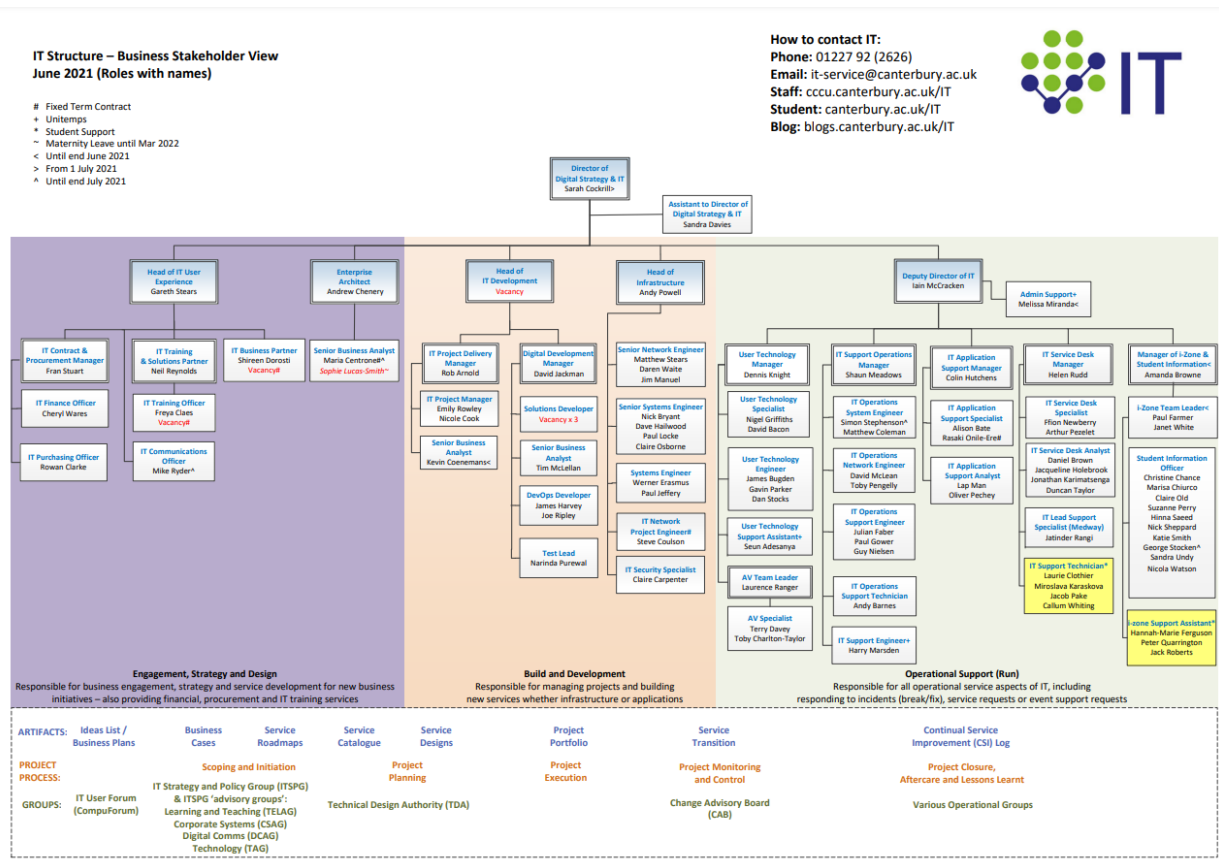 IT Structure – Business Stakeholder View
June 2021 (Roles with names)
# Fixed Term Contract
+ Unitemps
* Student Support
~ Maternity Leave until Mar 2022
< Until end June 2021
> From 1 July 2021
^ Until end July 2021
How to contact IT:
Phone: 01227 92 (2626)
Email: it-service@canterbury.ac.uk
Staff: cccu.canterbury.ac.uk/IT
Student: canterbury.ac.uk/IT
Blog: blogs.canterbury.ac.uk/IT
IT
Director of
Digital Strategy & IT
Sarah Cockrill>
Assistant to Director of
Digital Strategy & IT
Sandra Davies
Head of IT User
Experience
Gareth Stears
Enterprise
Architect
Andrew Chenery
Head of
IT Development
Vacancy
Head of
Infrastructure
Andy Powell
Deputy Director of IT
Iain McCracken
Admin Support+
Melissa Miranda<
IT Contract &
Procurement Manager
Fran Stuart
IT Finance Officer
Cheryl Wares
IT Purchasing Officer
Rowan Clarke
IT Training
& Solutions Partner
Neil Reynolds
IT Training Officer
Freya Claes
Vacancy#
IT Communications
Officer
Mike Ryder^
IT Business Partner
Shireen Dorosti
Vacancy#
Senior Business Analyst
Maria Centrone#^
Sophie Lucas-Smith~
IT Project Delivery
Manager
Rob Arnold
IT Project Manager
Emily Rowley
Nicole Cook
Senior Business
Analyst
Kevin Coenemans<
Digital Development
Manager
David Jackman
Solutions Developer
Vacancy x 3
Senior Business
Analyst
Tim McLellan
DevOps Developer
James Harvey
Joe Ripley
Test Lead
Narinda Purewal
Senior Network Engineer
Matthew Stears
Daren Waite
Jim Manuel
Senior Systems Engineer
Nick Bryant
Dave Hailwood
Paul Locke
Claire Osborne
Systems Engineer
Werner Erasmus
Paul Jeffery
IT Network
Project Engineer#
Steve Coulson
IT Security Specialist
Claire Carpenter
User Technology
Manager
Dennis Knight
User Technology
Specialist
Nigel Griffiths
David Bacon
User Technology
Engineer
James Bugden
Gavin Parker
Dan Stocks
User Technology
Support Assistant+
Seun Adesanya
AV Team Leader
Laurence Ranger
AV Specialist
Terry Davey
Toby Charlton-Taylor
IT Support Operations
Manager
Shaun Meadows
IT Operations
System Engineer
Simon Stephenson^
Matthew Coleman
IT Operations
Network Engineer
David McLean
Toby Pengelly
IT Operations
Support Engineer
Julian Faber
Paul Gower
Guy Nielsen
IT Operations
Support Technician
Andy Barnes
IT Support Engineer+
Harry Marsden
IT Application
Support Manager
Colin Hutchens
IT Application
Support Specialist
Alison Bate
Rasaki Onile-Ere#
IT Application
Support Analyst
Lap Man
Oliver Pechey
IT Service Desk
Manager
Helen Rudd
IT Service Desk
Specialist
Ffion Newberry
Arthur Pezelet
IT Service Desk Analyst
Daniel Brown
Jacqueline Holebrook
Jonathan Karimatsenga
Duncan Taylor
IT Lead Support
Specialist (Medway)
Jatinder Rangi
IT Support Technician*
Laurie Clothier
Miroslava Karaskova
Jacob Pake
Callum Whiting
Manager of i-Zone &
Student Information<
Amanda Browne
i-Zone Team Leader<
Paul Farmer
Janet White
Student Information
Officer
Christine Chance
Marisa Chiurco
Claire Old
Suzanne Perry
Hinna Saeed
Nick Sheppard
Katie Smith
George Stocken^
Sandra Undy
Nicola Watson
i-zone Support Assistant*
Hannah-Marie Ferguson
Peter Quarrington
Jack Roberts
Engagement, Strategy and Design
Responsible for business engagement, strategy and service development for new business
initiatives – also providing financial, procurement and IT training services
Build and Development
Responsible for managing projects and building
new services whether infrastructure or applications
Operational Support (Run)
Responsible for all operational service aspects of IT, including
responding to incidents (break/fix), service requests or event support requests
ARTIFACTS:
Ideas List /
Business Plans
Business
Cases
Service
Roadmaps
Service
Catalogue
Service
Designs
Project
Portfolio
Service
Transition
Continual Service
Improvement (CSI) Log
PROJECT
PROCESS:
Scoping and Initiation
Project
Planning
Project
Execution
Project Monitoring
and Control
Project Closure,
Aftercare and Lessons Learnt
GROUPS:
IT User Forum
(CompuForum)
IT Strategy and Policy Group (ITSPG)
& ITSPG 'advisory groups':
Learning and Teaching (TELAG)
Corporate Systems (CSAG)
Digital Comms (DCAG)
Technology (TAG)
Technical Design Authority (TDA)
Change Advisory Board
(CAB)
Various Operational Groups